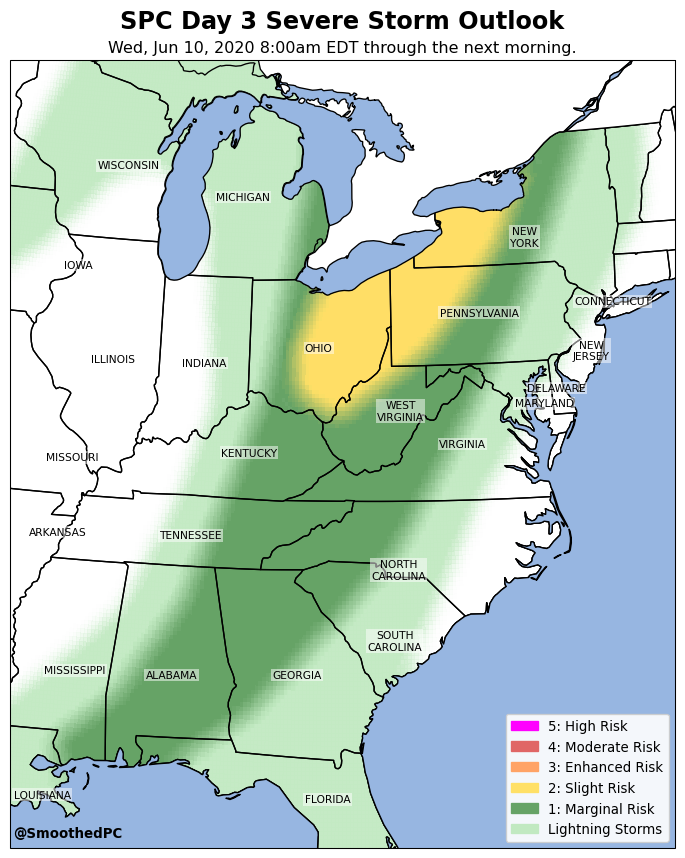 SPC Day 3 Severe Storm Outlook
Wed, Jun 10, 2020 8:00am EDT through the next morning.
WISCONSIN
MICHIGAN
NEW
YORK
IOWA
CONNECTICUT
PENNSYLVANIA
OHIO
NEW
JERSEY
ILLINOIS
INDIANA
DELAWARE
MARYLAND
WEST
VIRGINIA
VIRGINIA
KENTUCKY
MISSOURI
ARKANSAS
TENNESSEE
NORTH
CAROLINA
SOUTH
CAROLINA
MISSISSIPPI
ALABAMA
GEORGIA
LOUISIANA
FLORIDA
5: High Risk
4: Moderate Risk
3: Enhanced Risk
2: Slight Risk
1: Marginal Risk
Lightning Storms
@SmoothedPC